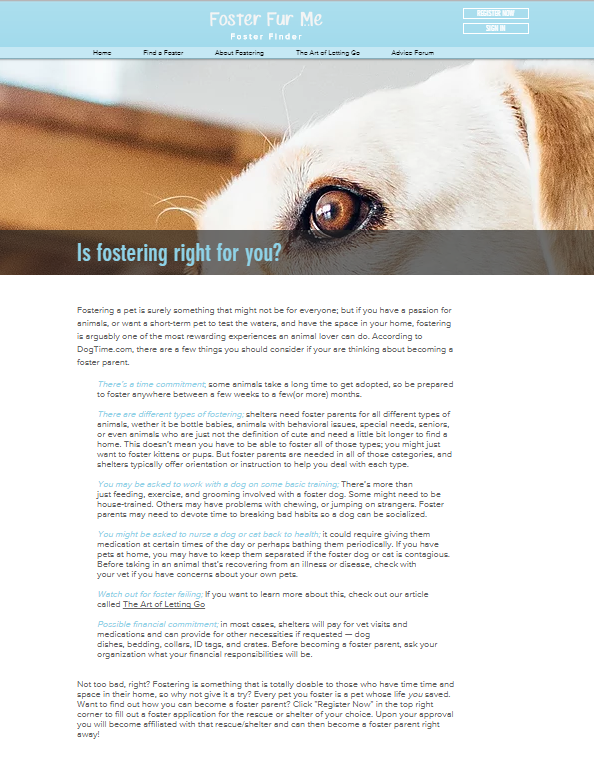 Foster Fur Me
Foster Finder
REGISTER NOW
SIGN IN
Home Find a Foster About Fostering The Art of Letting Go Advice Forum
Is fostering right for you?
Fostering a pet is surely something that might not be for everyone; but if you have a passion for
animals, or want a short-term pet to test the waters, and have the space in your home, fostering
is arguably one of the most rewarding experiences an animal lover can do. According to
DogTime.com, there are a few things you should consider if your are thinking about becoming a
foster parent.
There's a time commitment; some animals take a long time to get adopted, so be prepared
to foster anywhere between a few weeks to a few(or more) months.
There are different types of fostering; shelters need foster parents for all different types of
animals, wether it be bottle babies, animals with behavioral issues, special needs, seniors,
or even animals who are just not the definition of cute and need a little bit longer to find a
home. This doesn't mean you have to be able to foster all of those types; you might just
want to foster kittens or pups. But foster parents are needed in all of those categories, and
shelters typically offer orientation or instruction to help you deal with each type.
You may be asked to work with a dog on some basic training; There's more than
just feeding, exercise, and grooming involved with a foster dog. Some might need to be
house-trained. Others may have problems with chewing, or jumping on strangers. Foster
parents may need to devote time to breaking bad habits so a dog can be socialized.
You might be asked to nurse a dog or cat back to health; it could require giving them
medication at certain times of the day or perhaps bathing them periodically. If you have
pets at home, you may have to keep them separated if the foster dog or cat is contagious.
Before taking in an animal that's recovering from an illness or disease, check with
your vet if you have concerns about your own pets.
Watch out for foster failing; If you want to learn more about this, check out our article
called The Art of Letting Go
Possible financial commitment; in most cases, shelters will pay for vet visits and
medications and can provide for other necessities if requested — dog
dishes, bedding, collars, ID tags, and crates. Before becoming a foster parent, ask your
organization what your financial responsibilities will be.
Not too bad, right? Fostering is something that is totally doable to those who have time time and
space in their home, so why not give it a try? Every pet you foster is a pet whose life you saved.
Want to find out how you can become a foster parent? Click "Register Now" in the top right
corner to fill out a foster application for the rescue or shelter of your choice. Upon your approval
you will become affiliated with that rescue/shelter and can then become a foster parent right
away!